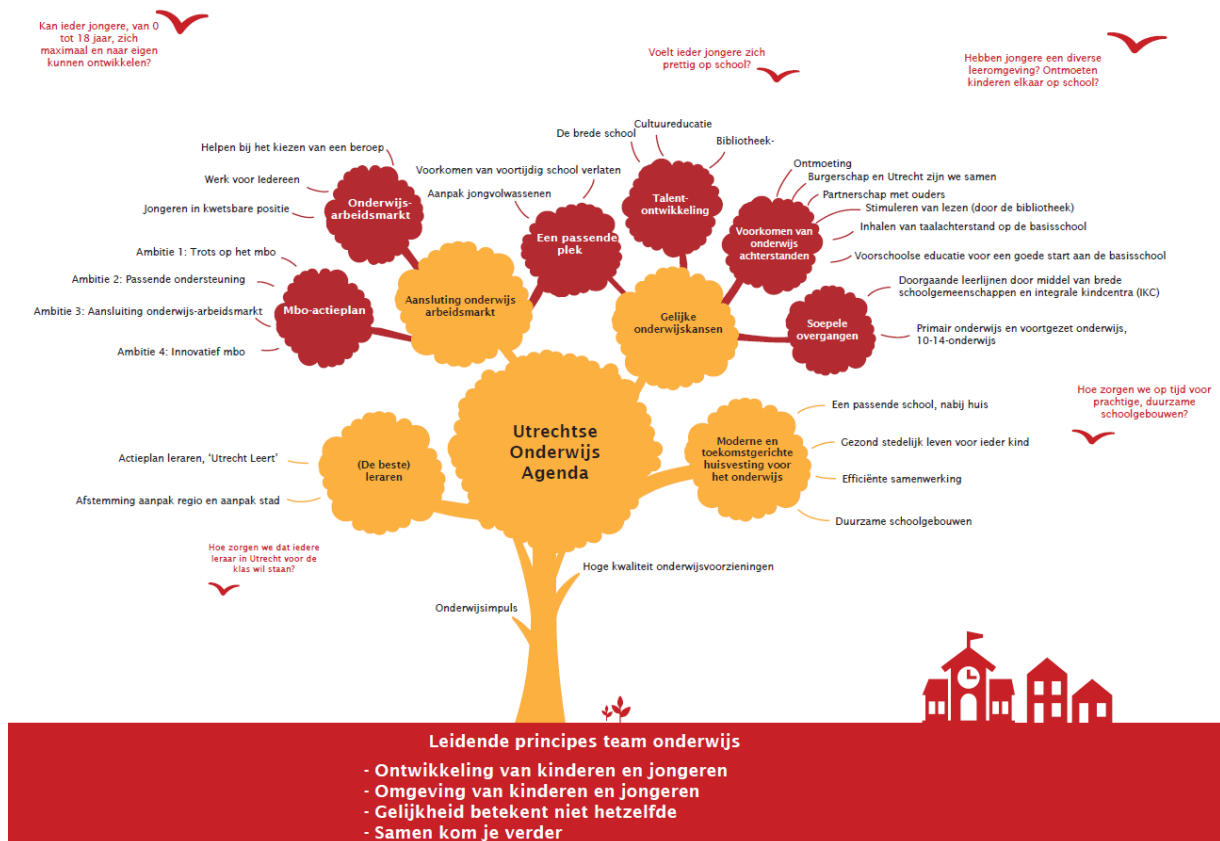 Kan ieder jongere, van 0
tot 18 jaar, zich
maximaal en naar eigen
kunnen ontwikkelen?
Voelt ieder jongere zich
prettig op school?
Hebben jongere een diverse
leeromgeving? Ontmoeten
kinderen elkaar op school?
Helpen bij het kiezen van een beroep
Werk voor Iedereen
Jongeren in kwetsbare positie
Onderwijs-
arbeidsmarkt
Ambitie 1: Trots op het mbo
Ambitie 2: Passende ondersteuning
Ambitie 3: Aansluiting onderwijs-arbeidsmarkt
Ambitie 4: Innovatief mbo
Mbo-actieplan
Aansluting onderwijs
arbeidsmarkt
Voorkomen van voortijdig school verlaten
Aanpak jongvolwassenen
Een passende
plek
De brede school
Cultuureducatie
Bibliotheek-
Talent-
ontwikkeling
Ontmoeting
Burgerschap en Utrecht zijn we samen
Partnerschap met ouders
Stimuleren van lezen (door de bibliotheek)
Inhalen van taalachterstand op de basisschool
Voorschoolse educatie voor een goede start aan de basisschool
Voorkomen van
onderwijs
achterstanden
Gelijke
onderwijskansen
Soepele
overgangen
Doorgaande leerlijnen door middel van brede
schoolgemeenschappen en integrale kindcentra (IKC)
Primair onderwijs en voortgezet onderwijs,
10-14-onderwijs
Hoe zorgen we op tijd voor
prachtige, duurzame
schoolgebouwen?
Utrechtse
Onderwijs
Agenda
Actieplan leraren, ‘Utrecht Leert’
Afstemming aanpak regio en aanpak stad
(De beste)
leraren
Moderne en
toekomstgerichte
huisvesting voor
het onderwijs
Een passende school, nabij huis
Gezond stedelijk leven voor ieder kind
Efficiënte samenwerking
Duurzame schoolgebouwen
Hoe zorgen we dat iedere
leraar in Utrecht voor de
klas wil staan?
Hoge kwaliteit onderwijsvoorzieningen
Onderwijsimpuls
Leidende principes team onderwijs
- Ontwikkeling van kinderen en jongeren
- Omgeving van kinderen en jongeren
- Gelijkheid betekent niet hetzelfde
- Samen kom je verder